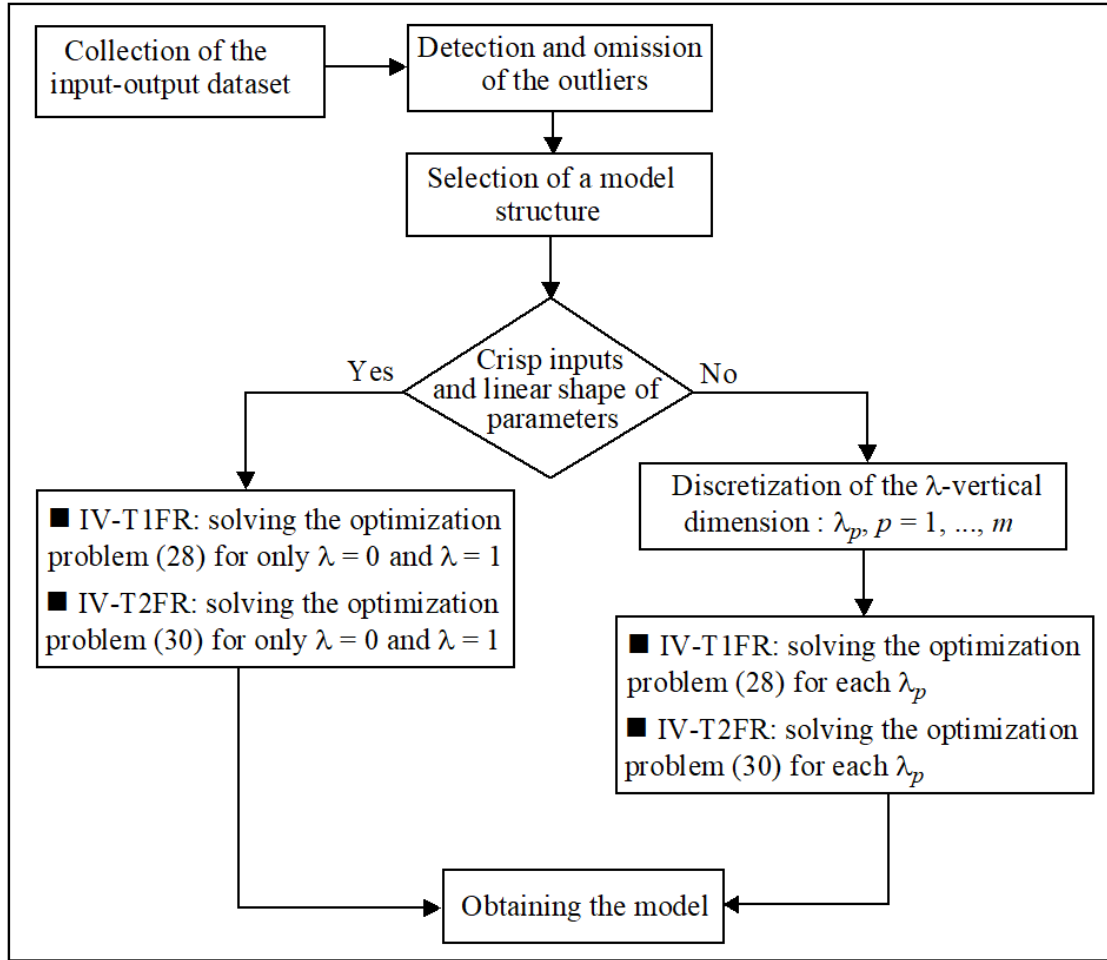 Collection of the
input-output dataset
Detection and omission
of the outliers
Selection of a model
structure
Crisp inputs
and linear shape of
parameters
Yes
No
■ IV-T1FR: solving the optimization
problem (28) for only λ = 0 and λ = 1
■ IV-T2FR: solving the optimization
problem (30) for only λ = 0 and λ = 1
Discretization of the λ-vertical
dimension : λp, p = 1, ..., m
■ IV-T1FR: solving the optimization
problem (28) for each λp
■ IV-T2FR: solving the optimization
problem (30) for each λp
Obtaining the model